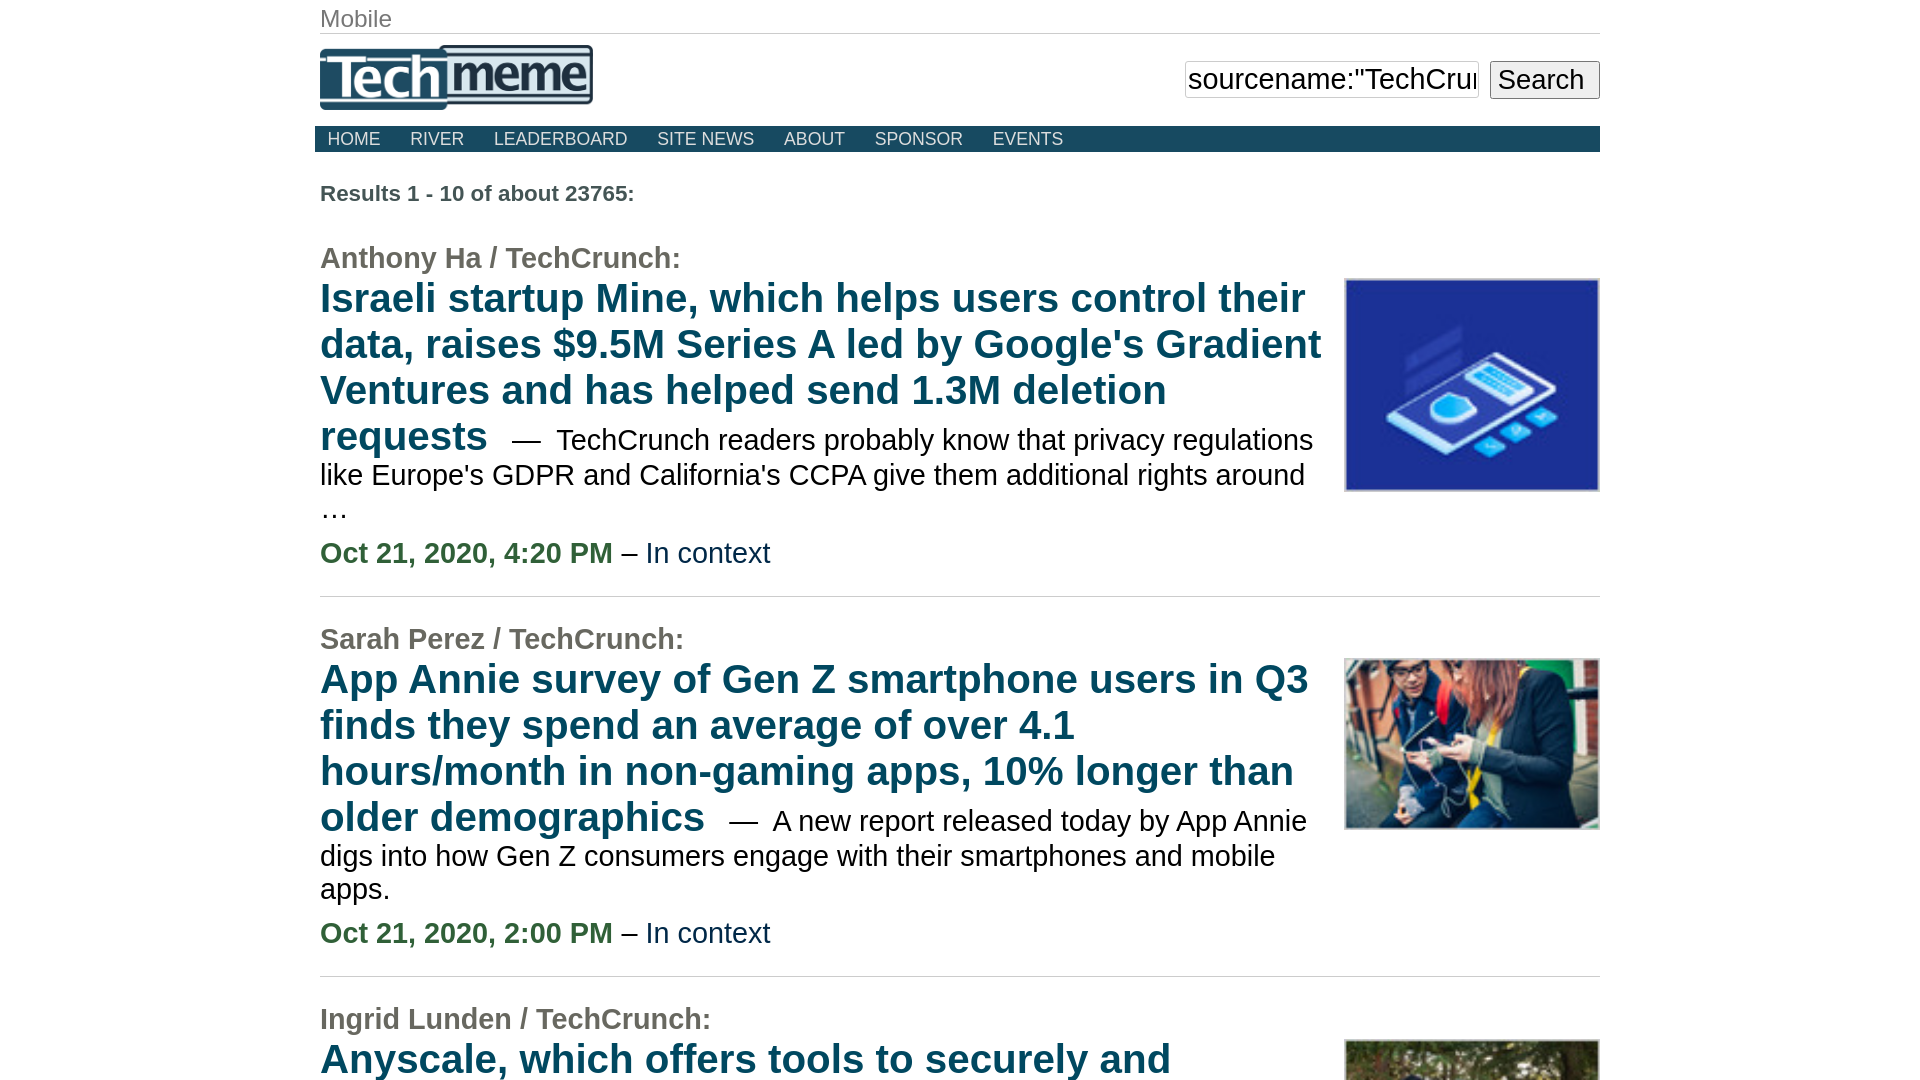 Mobile
Techmeme
sourcename:"TechCru
Search
HOME RIVER LEADERBOARD SITE NEWS ABOUT SPONSOR EVENTS
Results 1 - 10 of about 23765:
Anthony Ha / TechCrunch:
Israeli startup Mine, which helps users control their
data, raises $9.5M Series A led by Google's Gradient
Ventures and has helped send 1.3M deletion
requests — TechCrunch readers probably know that privacy regulations
like Europe's GDPR and California's CCPA give them additional rights around
…
Oct 21, 2020, 4:20 PM – In context
Sarah Perez / TechCrunch:
App Annie survey of Gen Z smartphone users in Q3
finds they spend an average of over 4.1
hours/month in non-gaming apps, 10% longer than
older demographics — A new report released today by App Annie
digs into how Gen Z consumers engage with their smartphones and mobile
apps.
Oct 21, 2020, 2:00 PM – In context
Ingrid Lunden / TechCrunch:
Anyscale, which offers tools to securely and